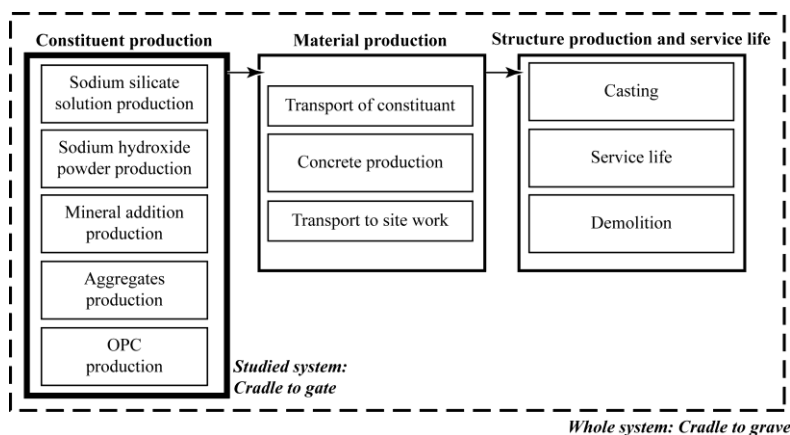 Constituent production
Sodium silicate
solution production
Sodium hydroxide
powder production
Mineral addition
production
Aggregates
production
OPC
production
Studied system:
Cradle to gate
Material production
Transport of constituant
Concrete production
Transport to site work
Structure production and service life
Casting
Service life
Demolition
Whole system: Cradle to grave